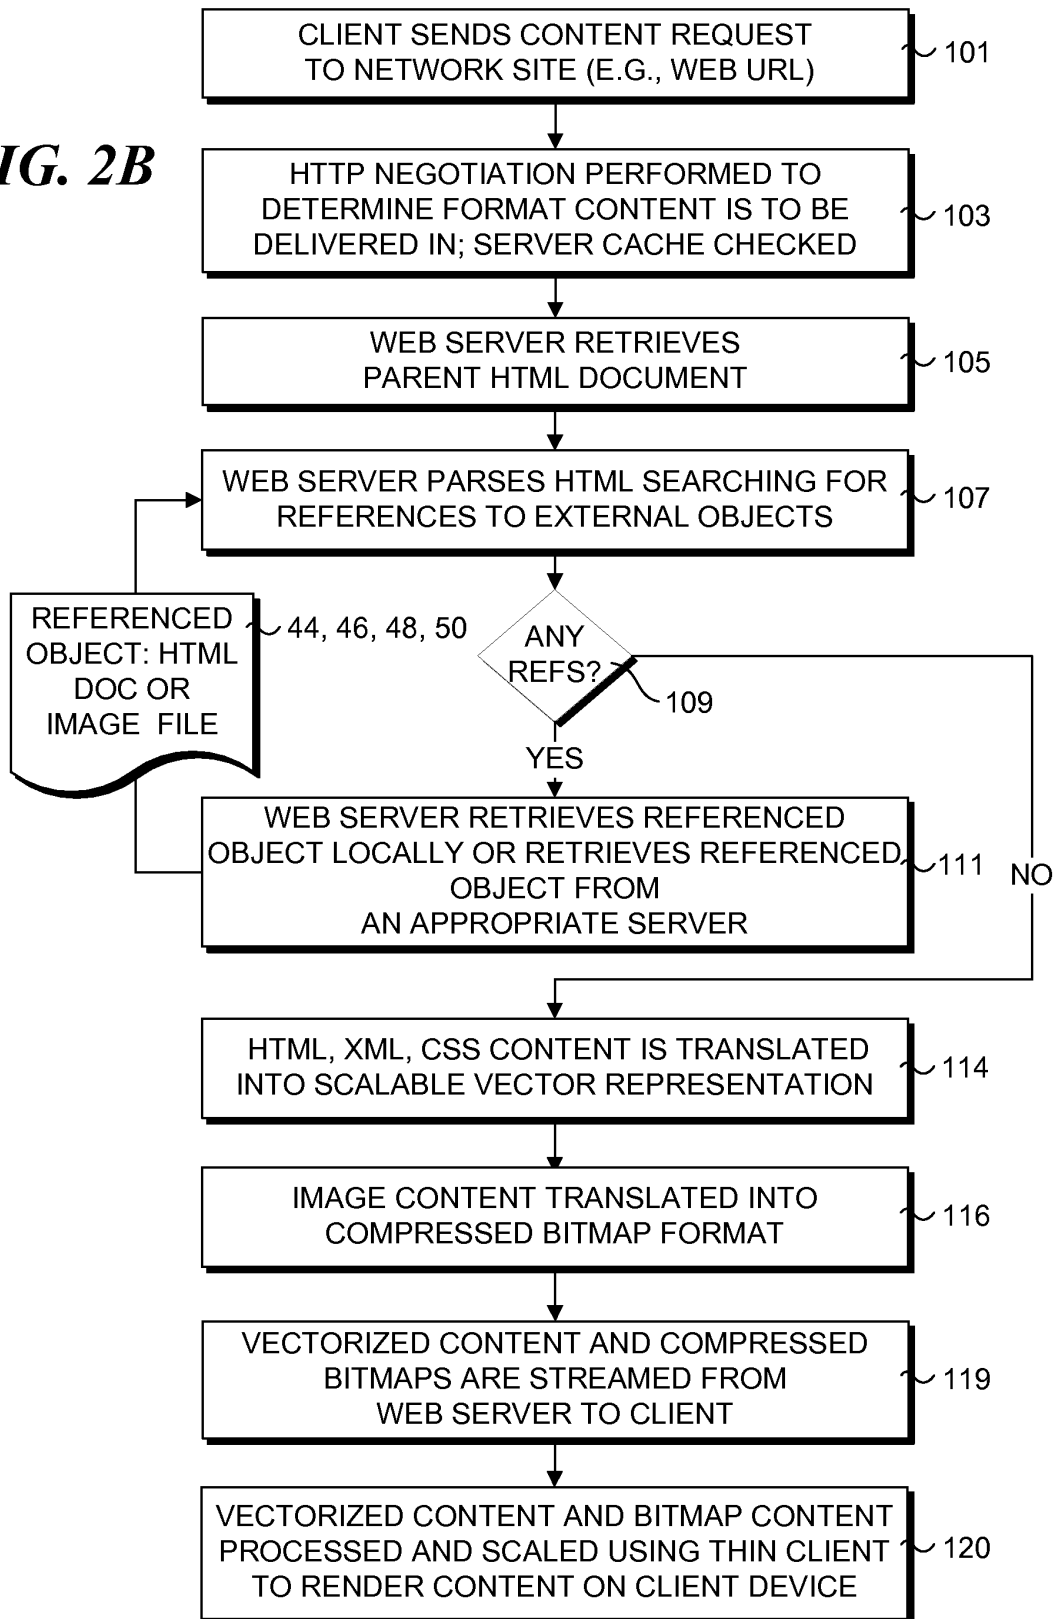 CLIENT SENDS CONTENT REQUEST
TO NETWORK SITE (E.G., WEB URL)
101
IG. 2B
HTTP NEGOTIATION PERFORMED TO
DETERMINE FORMAT CONTENT IS TO BE
DELIVERED IN; SERVER CACHE CHECKED
103
WEB SERVER RETRIEVES
PARENT HTML DOCUMENT
105
WEB SERVER PARSES HTML SEARCHING FOR
REFERENCES TO EXTERNAL OBJECTS
107
REFERENCED
OBJECT: HTML
DOC OR
IMAGE FILE
44, 46, 48, 50
ANY
REFS?
109
YES
NO
WEB SERVER RETRIEVES REFERENCED
OBJECT LOCALLY OR RETRIEVES REFERENCED
OBJECT FROM
AN APPROPRIATE SERVER
111
HTML, XML, CSS CONTENT IS TRANSLATED
INTO SCALABLE VECTOR REPRESENTATION
114
IMAGE CONTENT TRANSLATED INTO
COMPRESSED BITMAP FORMAT
116
VECTORIZED CONTENT AND COMPRESSED
BITMAPS ARE STREAMED FROM
WEB SERVER TO CLIENT
119
VECTORIZED CONTENT AND BITMAP CONTENT
PROCESSED AND SCALED USING THIN CLIENT
TO RENDER CONTENT ON CLIENT DEVICE
120